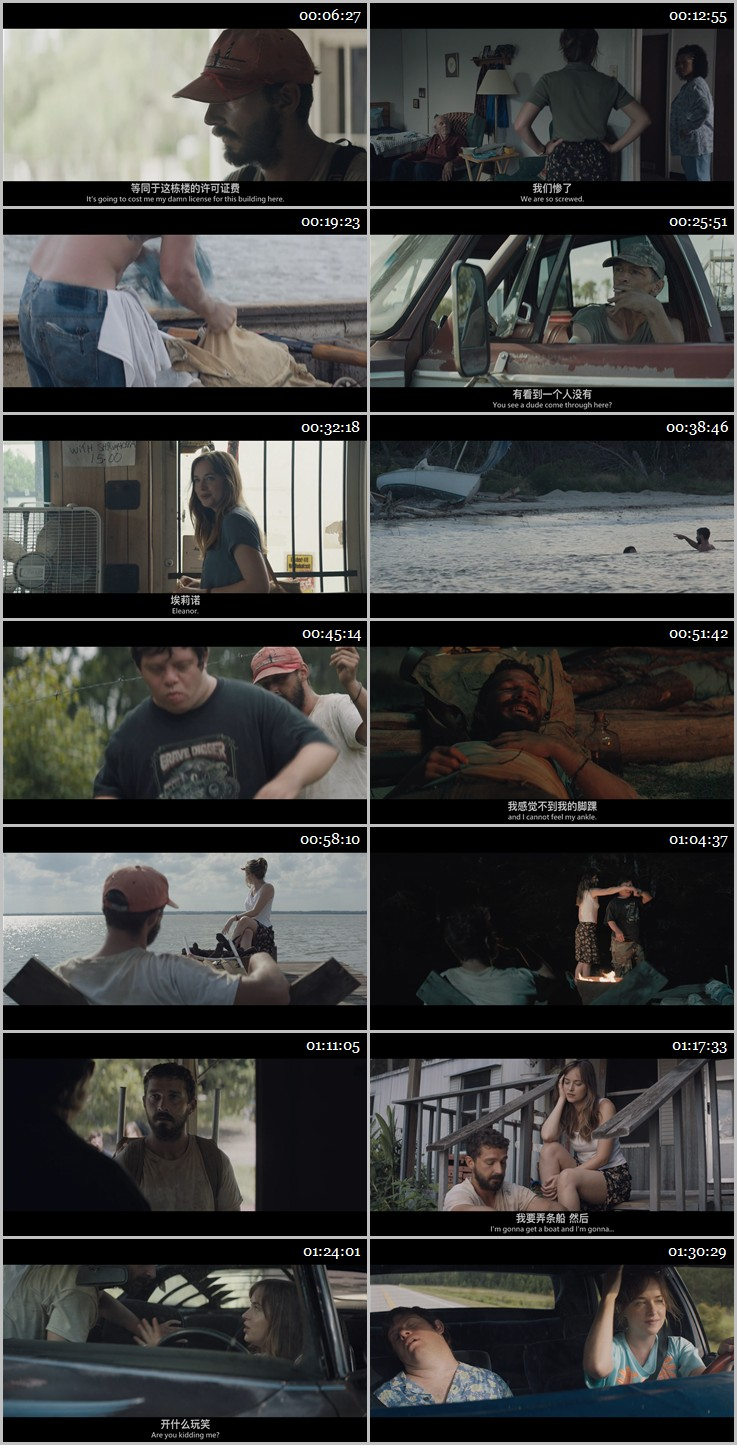 00:06:27
等同于这栋楼的许可证费
It's going to cost me my damn license for this building here.
00:12:55
我们惨了
We are so screwed.
00:19:23
00:25:51
有看到一个人没有
You see a dude come through here?
00:32:18
15.00
埃莉诺
Eleanor.
00:38:46
00:45:14
GRAVE DIGGER
00:51:42
我感觉不到我的脚踝
and I cannot feel my ankle.
00:58:10
01:04:37
01:11:05
01:17:33
我要弄条船 然后
I'm gonna get a boat and I'm gonna...
01:24:01
开什么玩笑
Are you kidding me?
01:30:29